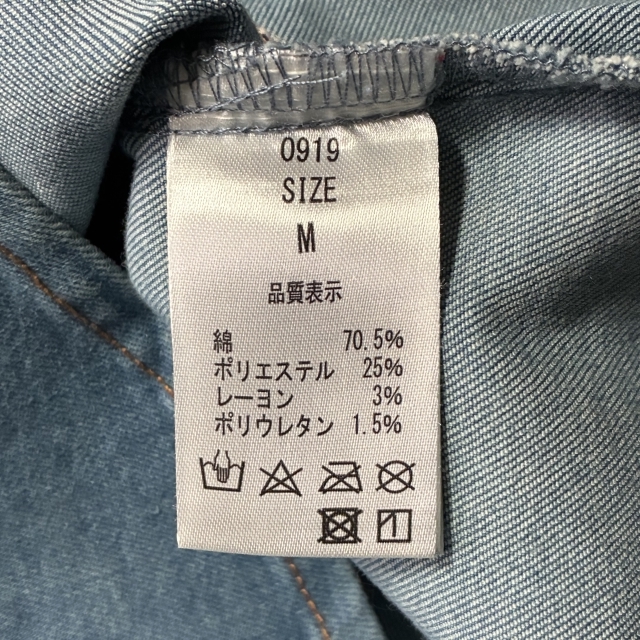 0919
SIZE
M
品質表示
綿 70.5%
ポリエステル 25%
レーヨン 3%
ポリウレタン 1.5%